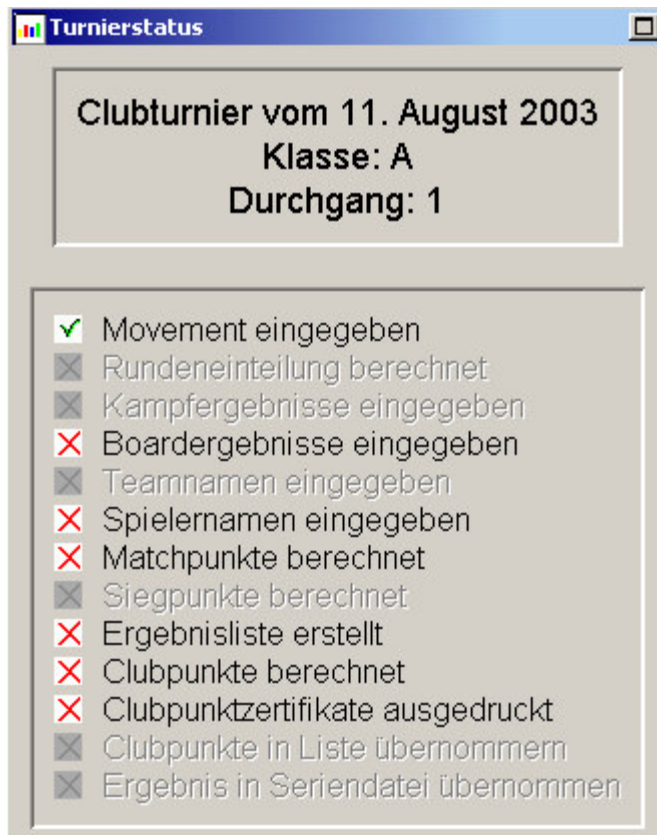 Turnierstatus
Clubturnier vom 11. August 2003
Klasse: A
Durchgang: 1
Movement eingegeben
Rundeneinteilung berechnet
Kampfergebnisse eingegeben
Boardergebnisse eingegeben
Teamnamen eingegeben
Spielernamen eingegeben
Matchpunkte berechnet
Siegpunkte berechnet
Ergebnisliste erstellt
Clubpunkte berechnet
Clubpunktzertifikate ausgedruckt
Clubpunkte in Liste übernommern
Ergebnis in Seriendatei übernommen